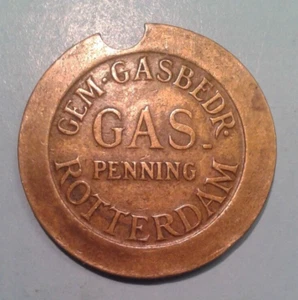 GEM. GASBEDR.
GAS.
PENNING
ROTTERDAM